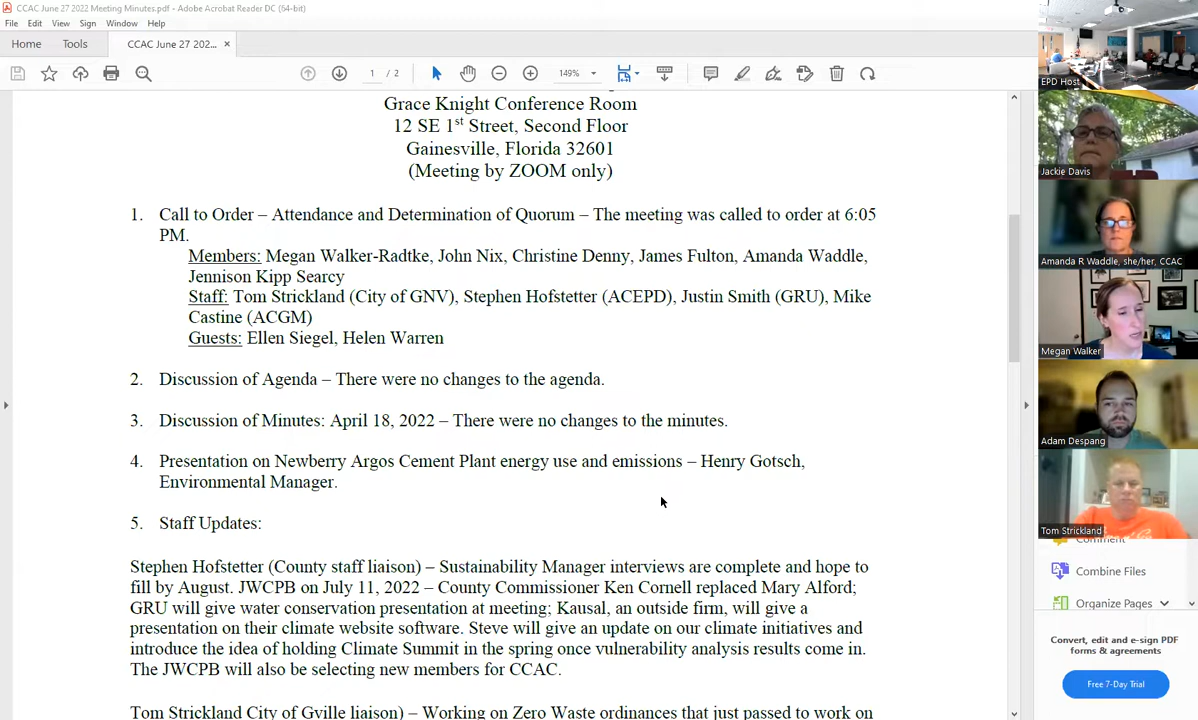 CCAC June 27 2022 Meeting Minutes.pdf - Adobe Acrobat Reader DC (64-bit)
File Edit View Sign Window Help
Home Tools CCAC June 27 202... ×
1 / 2 149%
Grace Knight Conference Room
12 SE 1st Street, Second Floor
Gainesville, Florida 32601
(Meeting by ZOOM only)
1. Call to Order – Attendance and Determination of Quorum – The meeting was called to order at 6:05
PM.
Members: Megan Walker-Radtke, John Nix, Christine Denny, James Fulton, Amanda Waddle,
Jennison Kipp Searcy
Staff: Tom Strickland (City of GNV), Stephen Hofstetter (ACEPD), Justin Smith (GRU), Mike
Castine (ACGM)
Guests: Ellen Siegel, Helen Warren
2. Discussion of Agenda – There were no changes to the agenda.
3. Discussion of Minutes: April 18, 2022 – There were no changes to the minutes.
4. Presentation on Newberry Argos Cement Plant energy use and emissions – Henry Gotsch,
Environmental Manager.
5. Staff Updates:
Stephen Hofstetter (County staff liaison) – Sustainability Manager interviews are complete and hope to
fill by August. JWCPB on July 11, 2022 – County Commissioner Ken Cornell replaced Mary Alford;
GRU will give water conservation presentation at meeting; Kausal, an outside firm, will give a
presentation on their climate website software. Steve will give an update on our climate initiatives and
introduce the idea of holding Climate Summit in the spring once vulnerability analysis results come in.
The JWCPB will also be selecting new members for CCAC.
Tom Strickland City of Gville liaison) – Working on Zero Waste ordinances that just passed to work on
EPD Host
Jackie Davis
Amanda R Waddle, she/her, CCAC
Megan Walker
Adam Despang
Tom Strickland
Comment
Combine Files
Organize Pages
Convert, edit and e-sign PDF
forms & agreements
Free 7-Day Trial